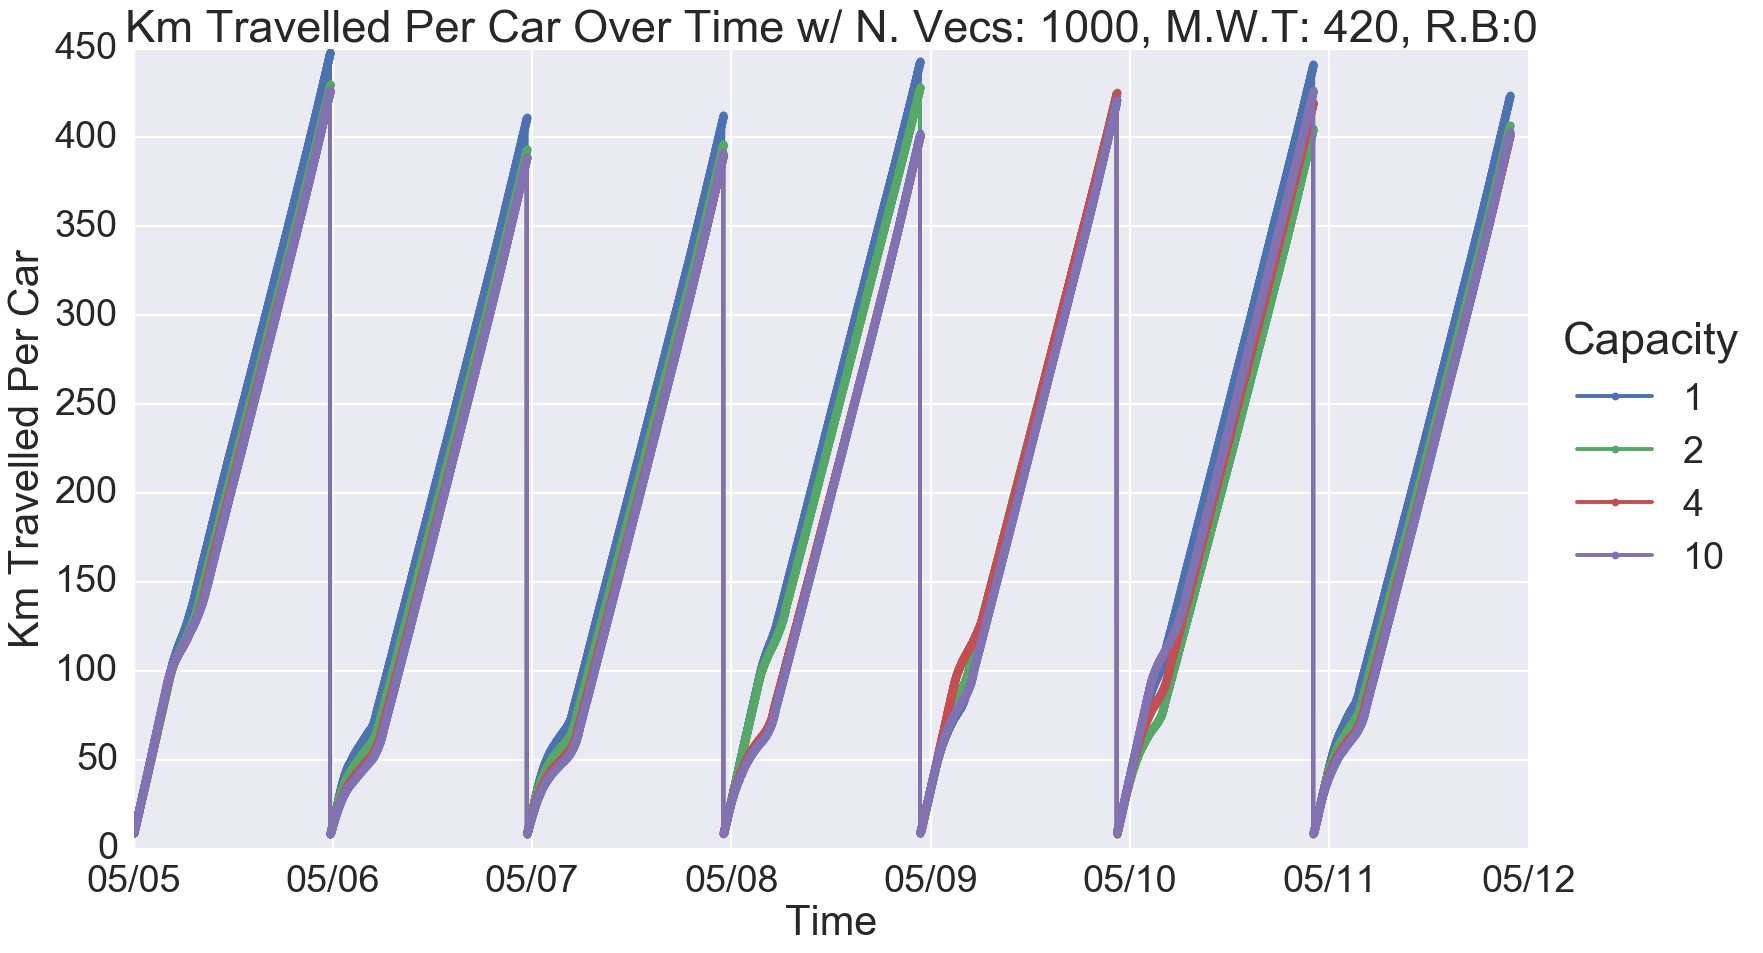 Km Travelled Per Car Over Time w/ N. Vecs: 1000, M.W.T: 420, R.B:0
Km Travelled Per Car
450
400
350
300
250
200
150
100
50
0
05/05 05/06 05/07 05/08 05/09 05/10 05/11 05/12
Time
Capacity
1
2
4
10